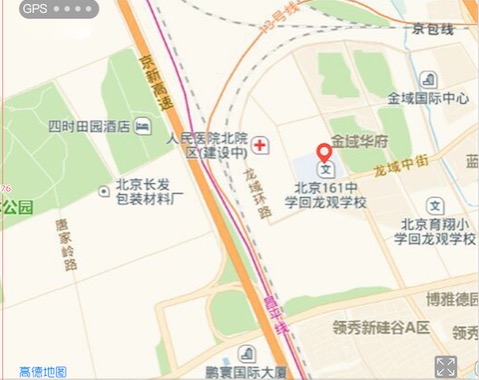 GPS
13号线
京包线
京新高速
金域国际中心
四时田园酒店
人民医院北院
区(建设中)
金域华府
龙域中街
蓝
龙域环路
北京161中
学回龙观学校
北京长发
包装材料厂
公园
唐家岭路
北京育翔小
学回龙观学校
昌平线
博雅德园
领秀新硅谷A区
领秀
高德地图
鹏寰国际大厦